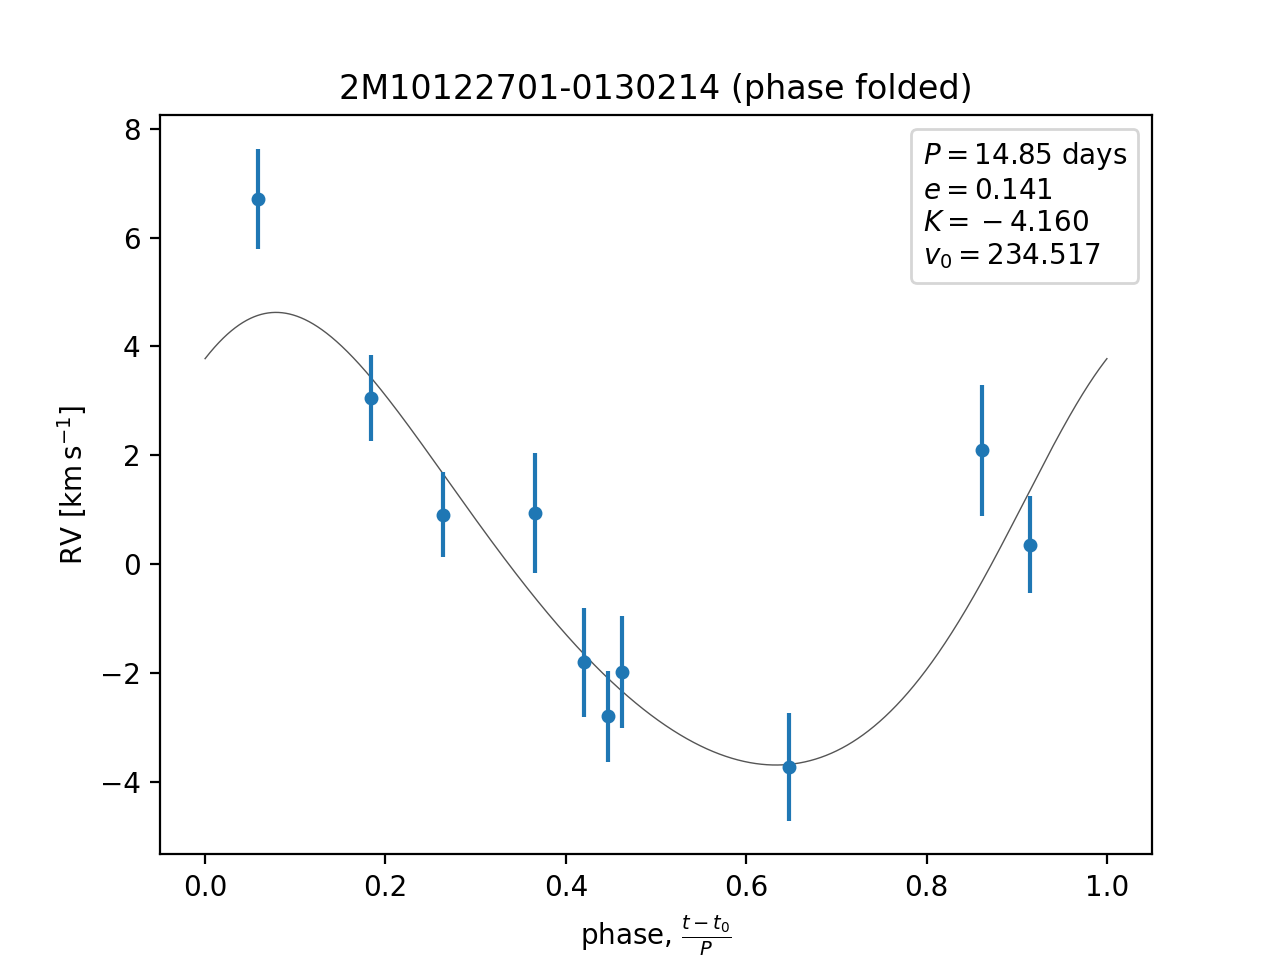 2M10122701-0130214 (phase folded)
P = 14.85 days
e = 0.141
K = −4.160
v₀ = 234.517
RV [km s⁻¹]
8
6
4
2
0
−2
−4
0.0 0.2 0.4 0.6 0.8 1.0
phase, (t − t₀)/P